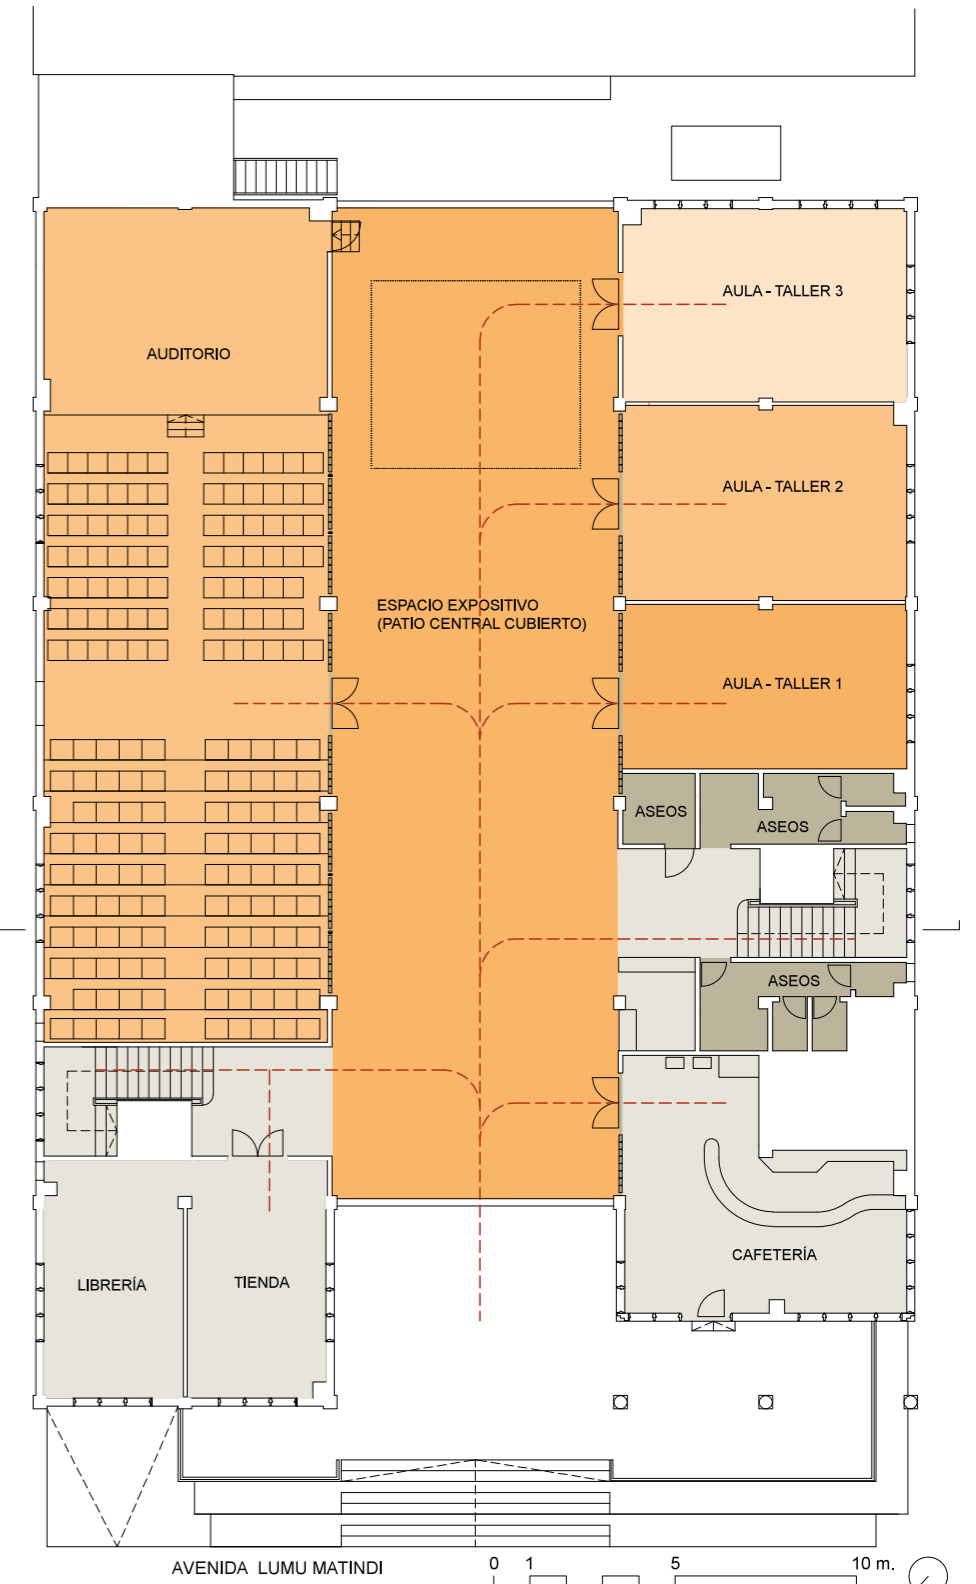 AULA - TALLER 3
AUDITORIO
AULA - TALLER 2
ESPACIO EXPOSITIVO
(PATIO CENTRAL CUBIERTO)
AULA - TALLER 1
ASEOS
ASEOS
ASEOS
CAFETERÍA
LIBRERÍA
TIENDA
AVENIDA LUMU MATINDI
0 1 5 10 m.